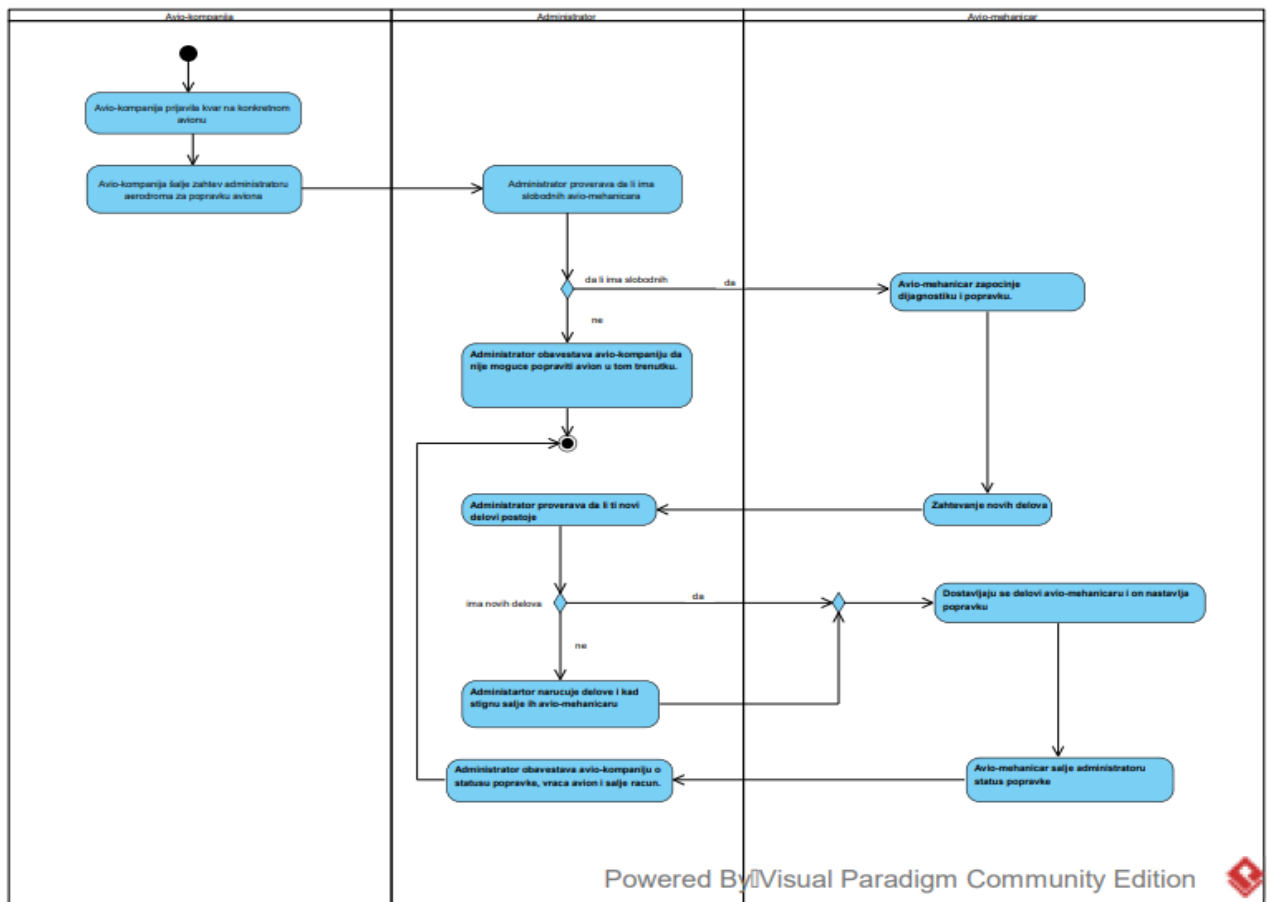 Avio-kompanija
Administrator
Avio-mehanicar
Avio-kompanija prijavila kvar na konkretnom
avionu
Avio-kompanija šalje zahtev administratoru
aerodroma za popravku aviona
Administrator proverava da li ima
slobodnih avio-mehanicara
da li ima slobodnih
da
ne
Avio-mehanicar zapocinje
dijagnostiku i popravku.
Administrator obavestava avio-kompaniju da
nije moguce popraviti avion u tom trenutku.
Administrator proverava da li ti novi
delovi postoje
Zahtevanje novih delova
ima novih delova
da
ne
Dostavljaju se delovi avio-mehanicaru i on nastavlja
popravku
Administartor narucuje delove i kad
stignu salje ih avio-mehanicaru
Administrator obavestava avio-kompaniju o
statusu popravke, vraca avion i salje racun.
Avio-mehanicar salje administratoru
status popravke
Powered By Visual Paradigm Community Edition